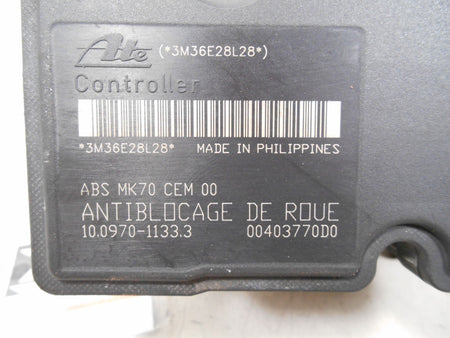 Ate (*3M36E28L28*)
Controller
*3M36E28L28* MADE IN PHILIPPINES
ABS MK70 CEM 00
ANTIBLOCAGE DE ROUE
10.0970-1133.3 00403770D0